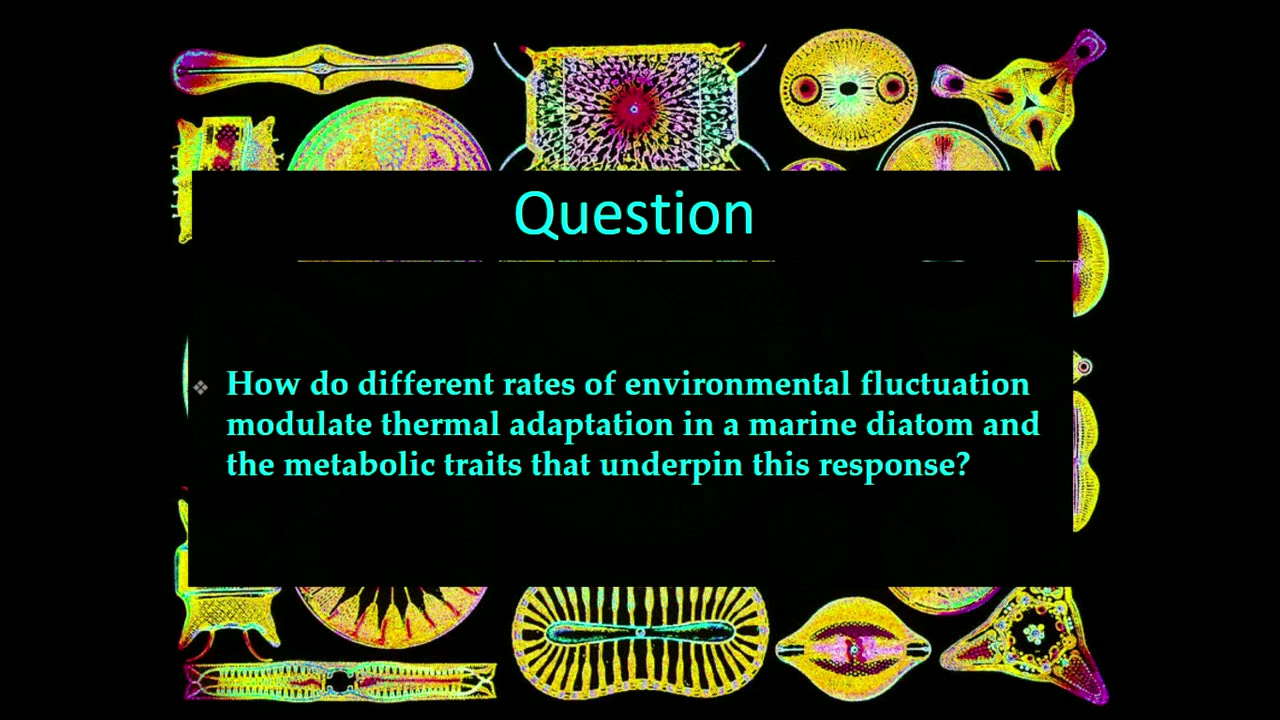 Question
❖ How do different rates of environmental fluctuation
modulate thermal adaptation in a marine diatom and
the metabolic traits that underpin this response?